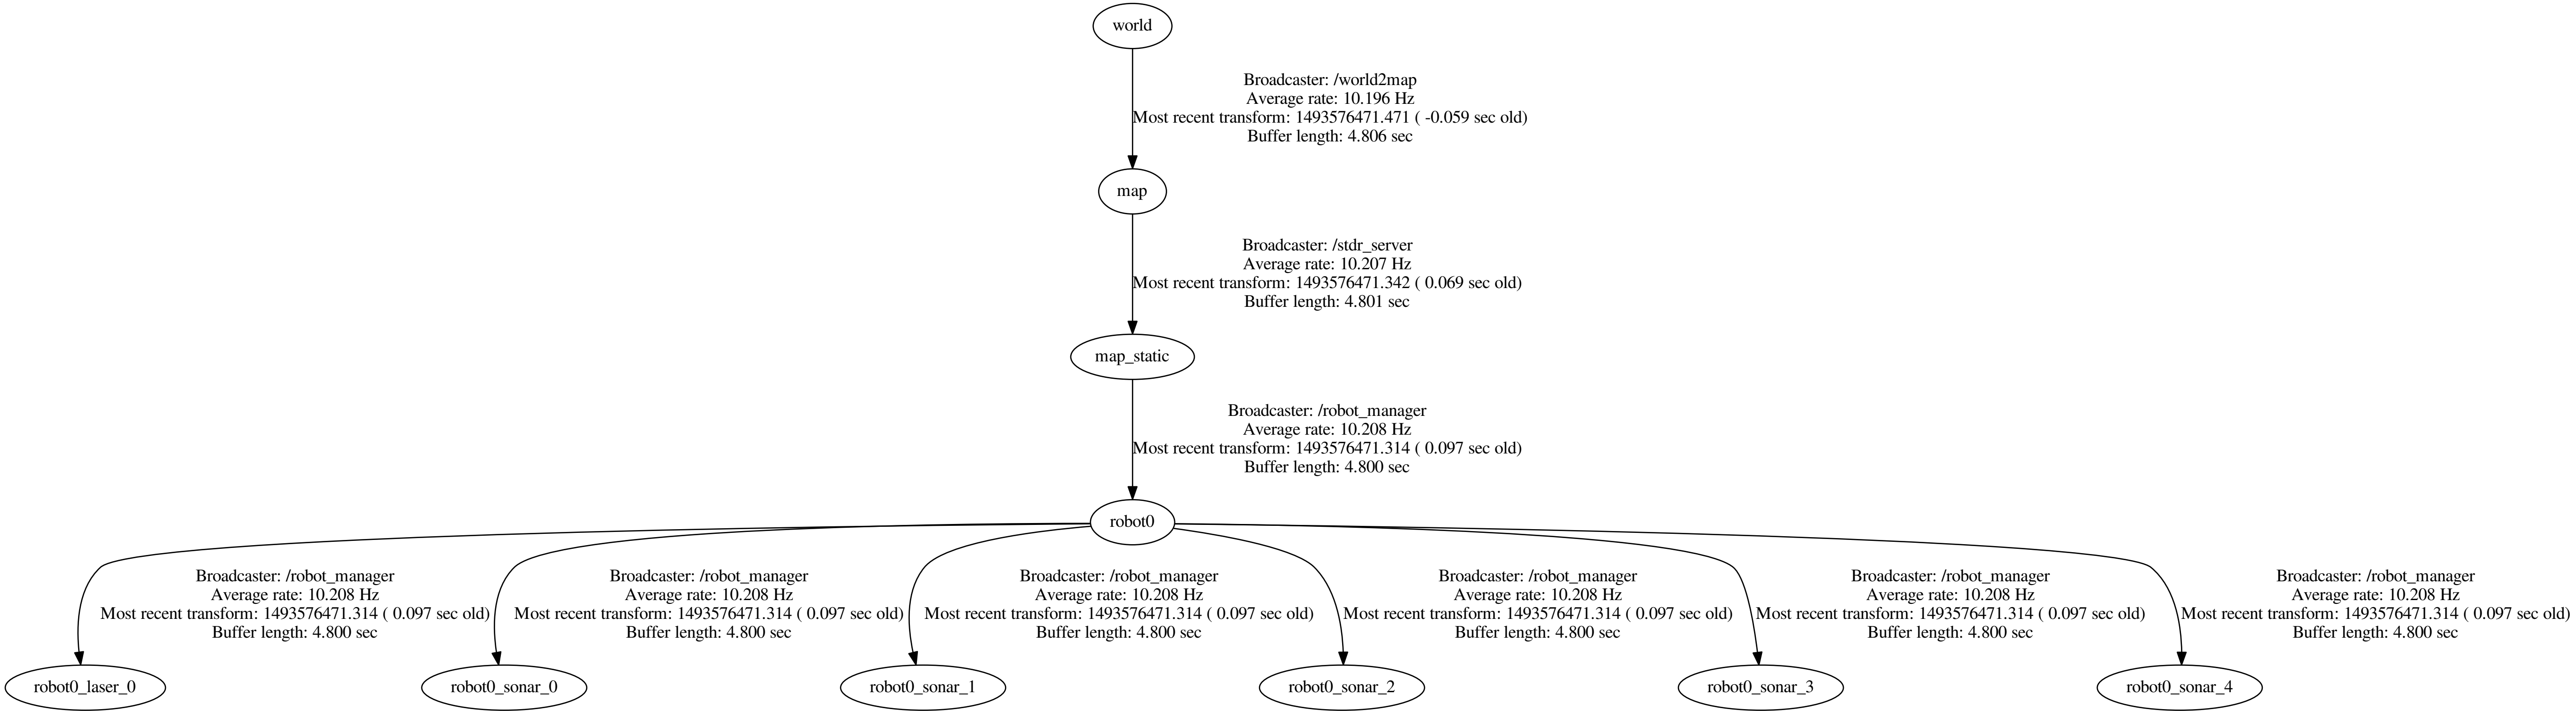 world
Broadcaster: /world2map
Average rate: 10.196 Hz
Most recent transform: 1493576471.471 ( -0.059 sec old)
Buffer length: 4.806 sec
map
Broadcaster: /stdr_server
Average rate: 10.207 Hz
Most recent transform: 1493576471.342 ( 0.069 sec old)
Buffer length: 4.801 sec
map_static
Broadcaster: /robot_manager
Average rate: 10.208 Hz
Most recent transform: 1493576471.314 ( 0.097 sec old)
Buffer length: 4.800 sec
robot0
Broadcaster: /robot_manager
Average rate: 10.208 Hz
Most recent transform: 1493576471.314 ( 0.097 sec old)
Buffer length: 4.800 sec
Broadcaster: /robot_manager
Average rate: 10.208 Hz
Most recent transform: 1493576471.314 ( 0.097 sec old)
Buffer length: 4.800 sec
Broadcaster: /robot_manager
Average rate: 10.208 Hz
Most recent transform: 1493576471.314 ( 0.097 sec old)
Buffer length: 4.800 sec
Broadcaster: /robot_manager
Average rate: 10.208 Hz
Most recent transform: 1493576471.314 ( 0.097 sec old)
Buffer length: 4.800 sec
Broadcaster: /robot_manager
Average rate: 10.208 Hz
Most recent transform: 1493576471.314 ( 0.097 sec old)
Buffer length: 4.800 sec
Broadcaster: /robot_manager
Average rate: 10.208 Hz
Most recent transform: 1493576471.314 ( 0.097 sec old)
Buffer length: 4.800 sec
robot0_laser_0
robot0_sonar_0
robot0_sonar_1
robot0_sonar_2
robot0_sonar_3
robot0_sonar_4